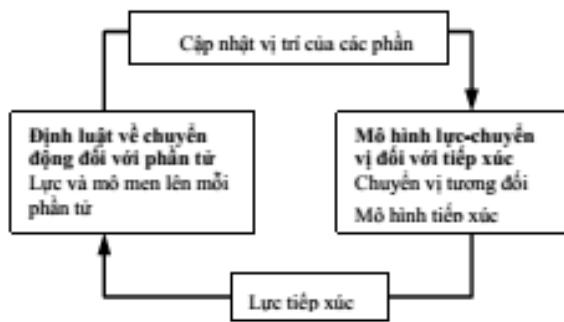 Cập nhật vị trí của các phần
Định luật về chuyển
động đối với phần tử
Lực và mô men lên mỗi
phần tử
Mô hình lực-chuyển
vị đối với tiếp xúc
Chuyển vị tương đối
Mô hình tiếp xúc
Lực tiếp xúc